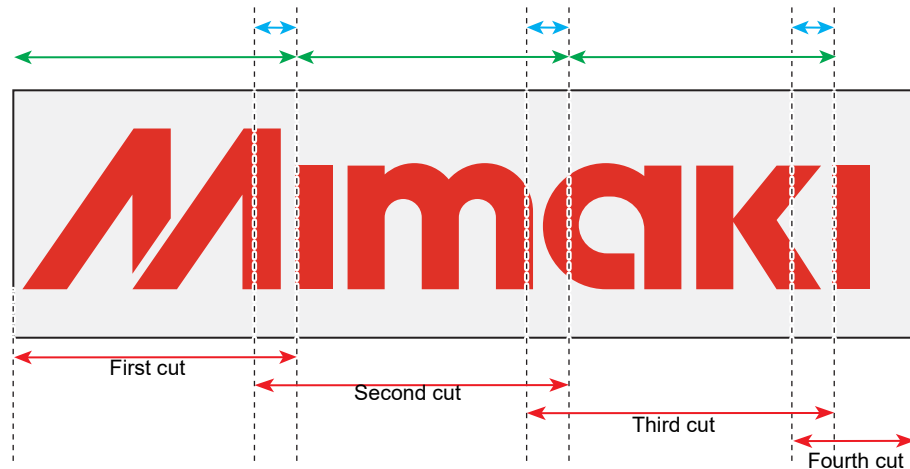 Mimaki
First cut
Second cut
Third cut
Fourth cut